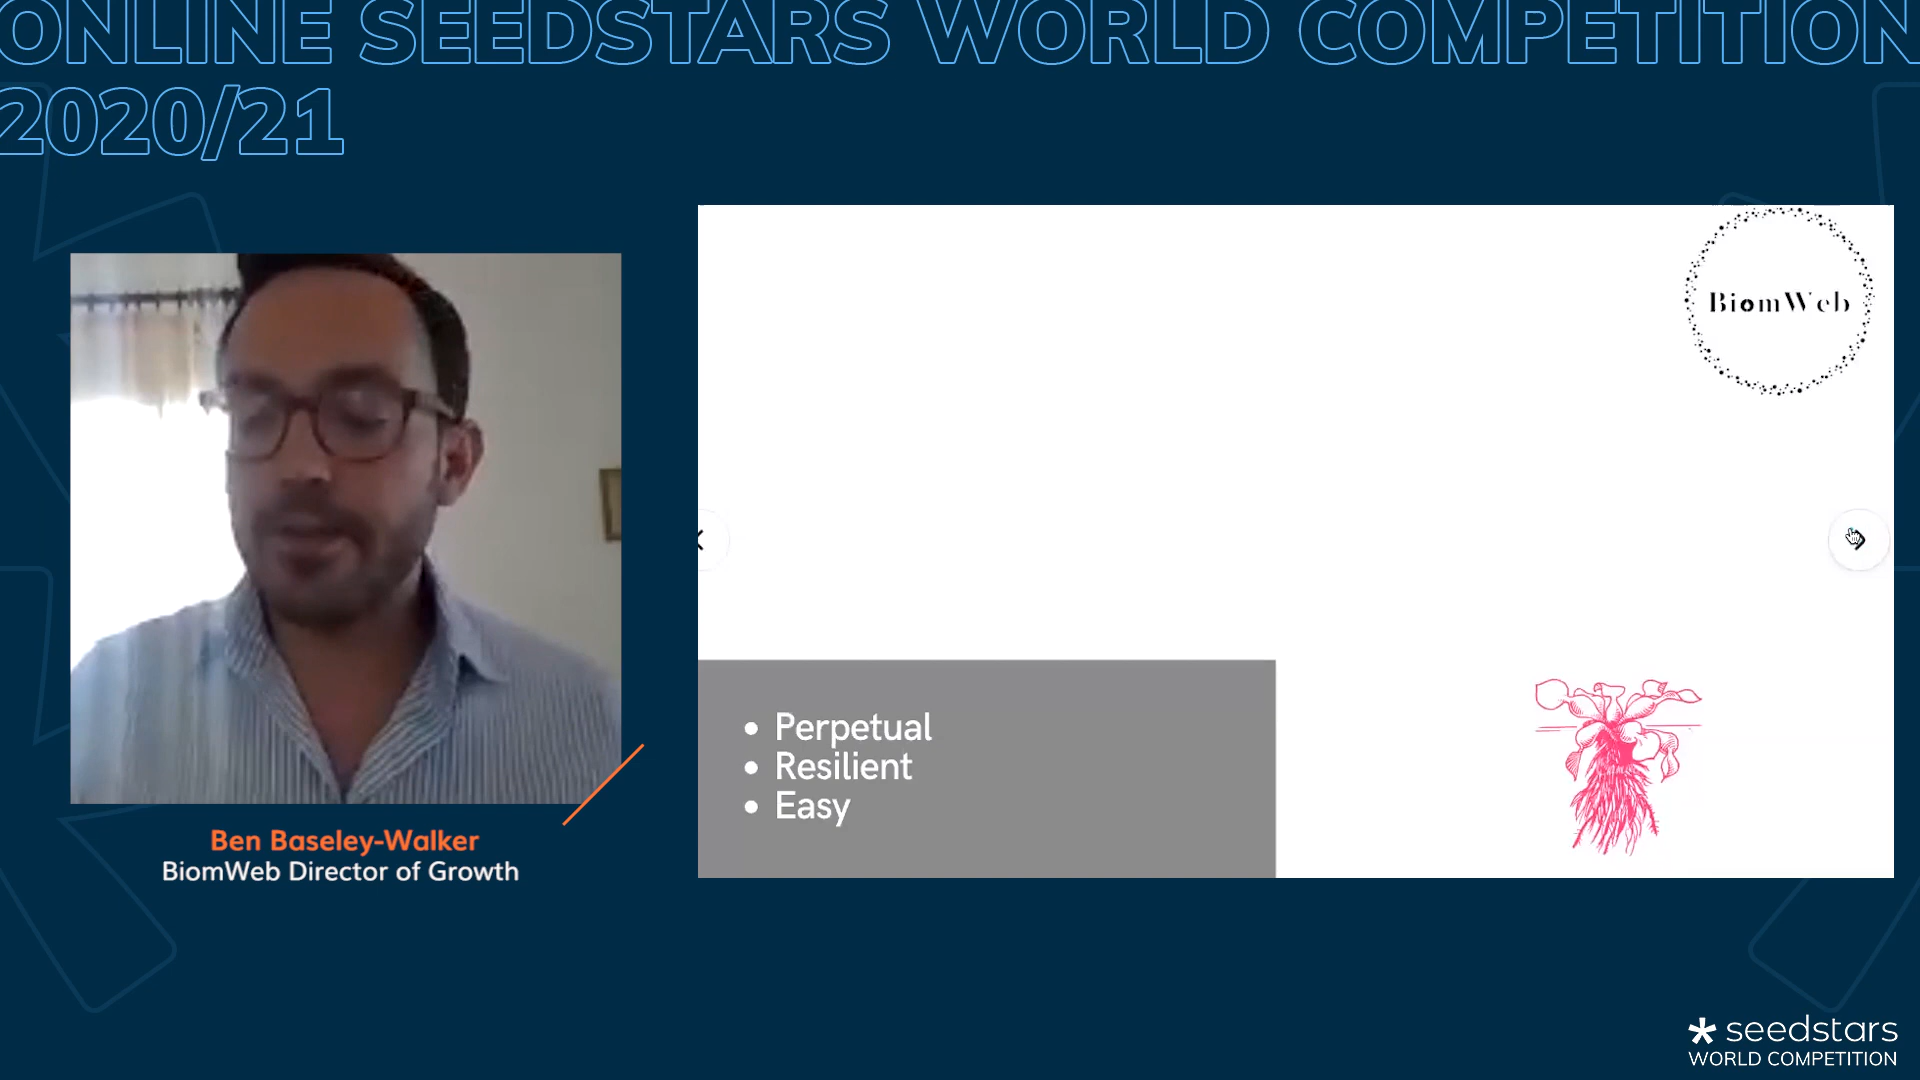 ONLINE SEEDSTARS WORLD COMPETITION
2020/21
BiomWeb
• Perpetual
• Resilient
• Easy
Ben Baseley-Walker
BiomWeb Director of Growth
seedstars
WORLD COMPETITION